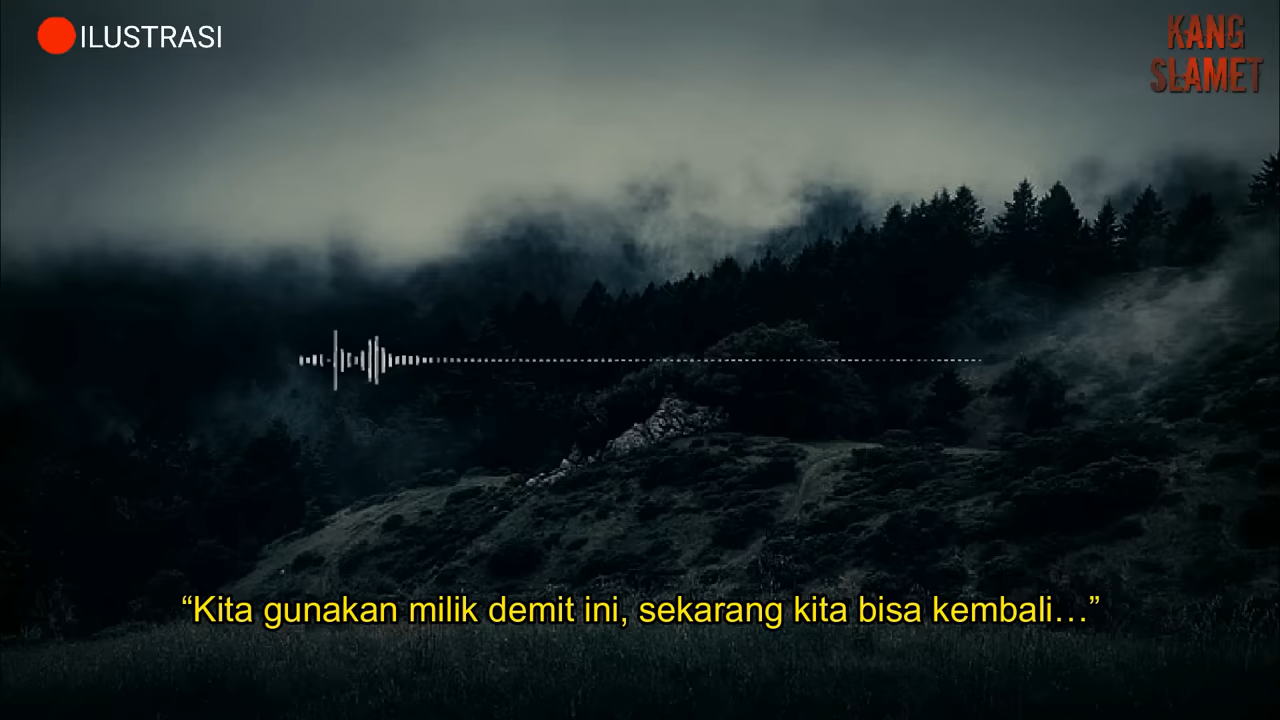 ILUSTRASI
KANG
SLAMET
“Kita gunakan milik demit ini, sekarang kita bisa kembali…”